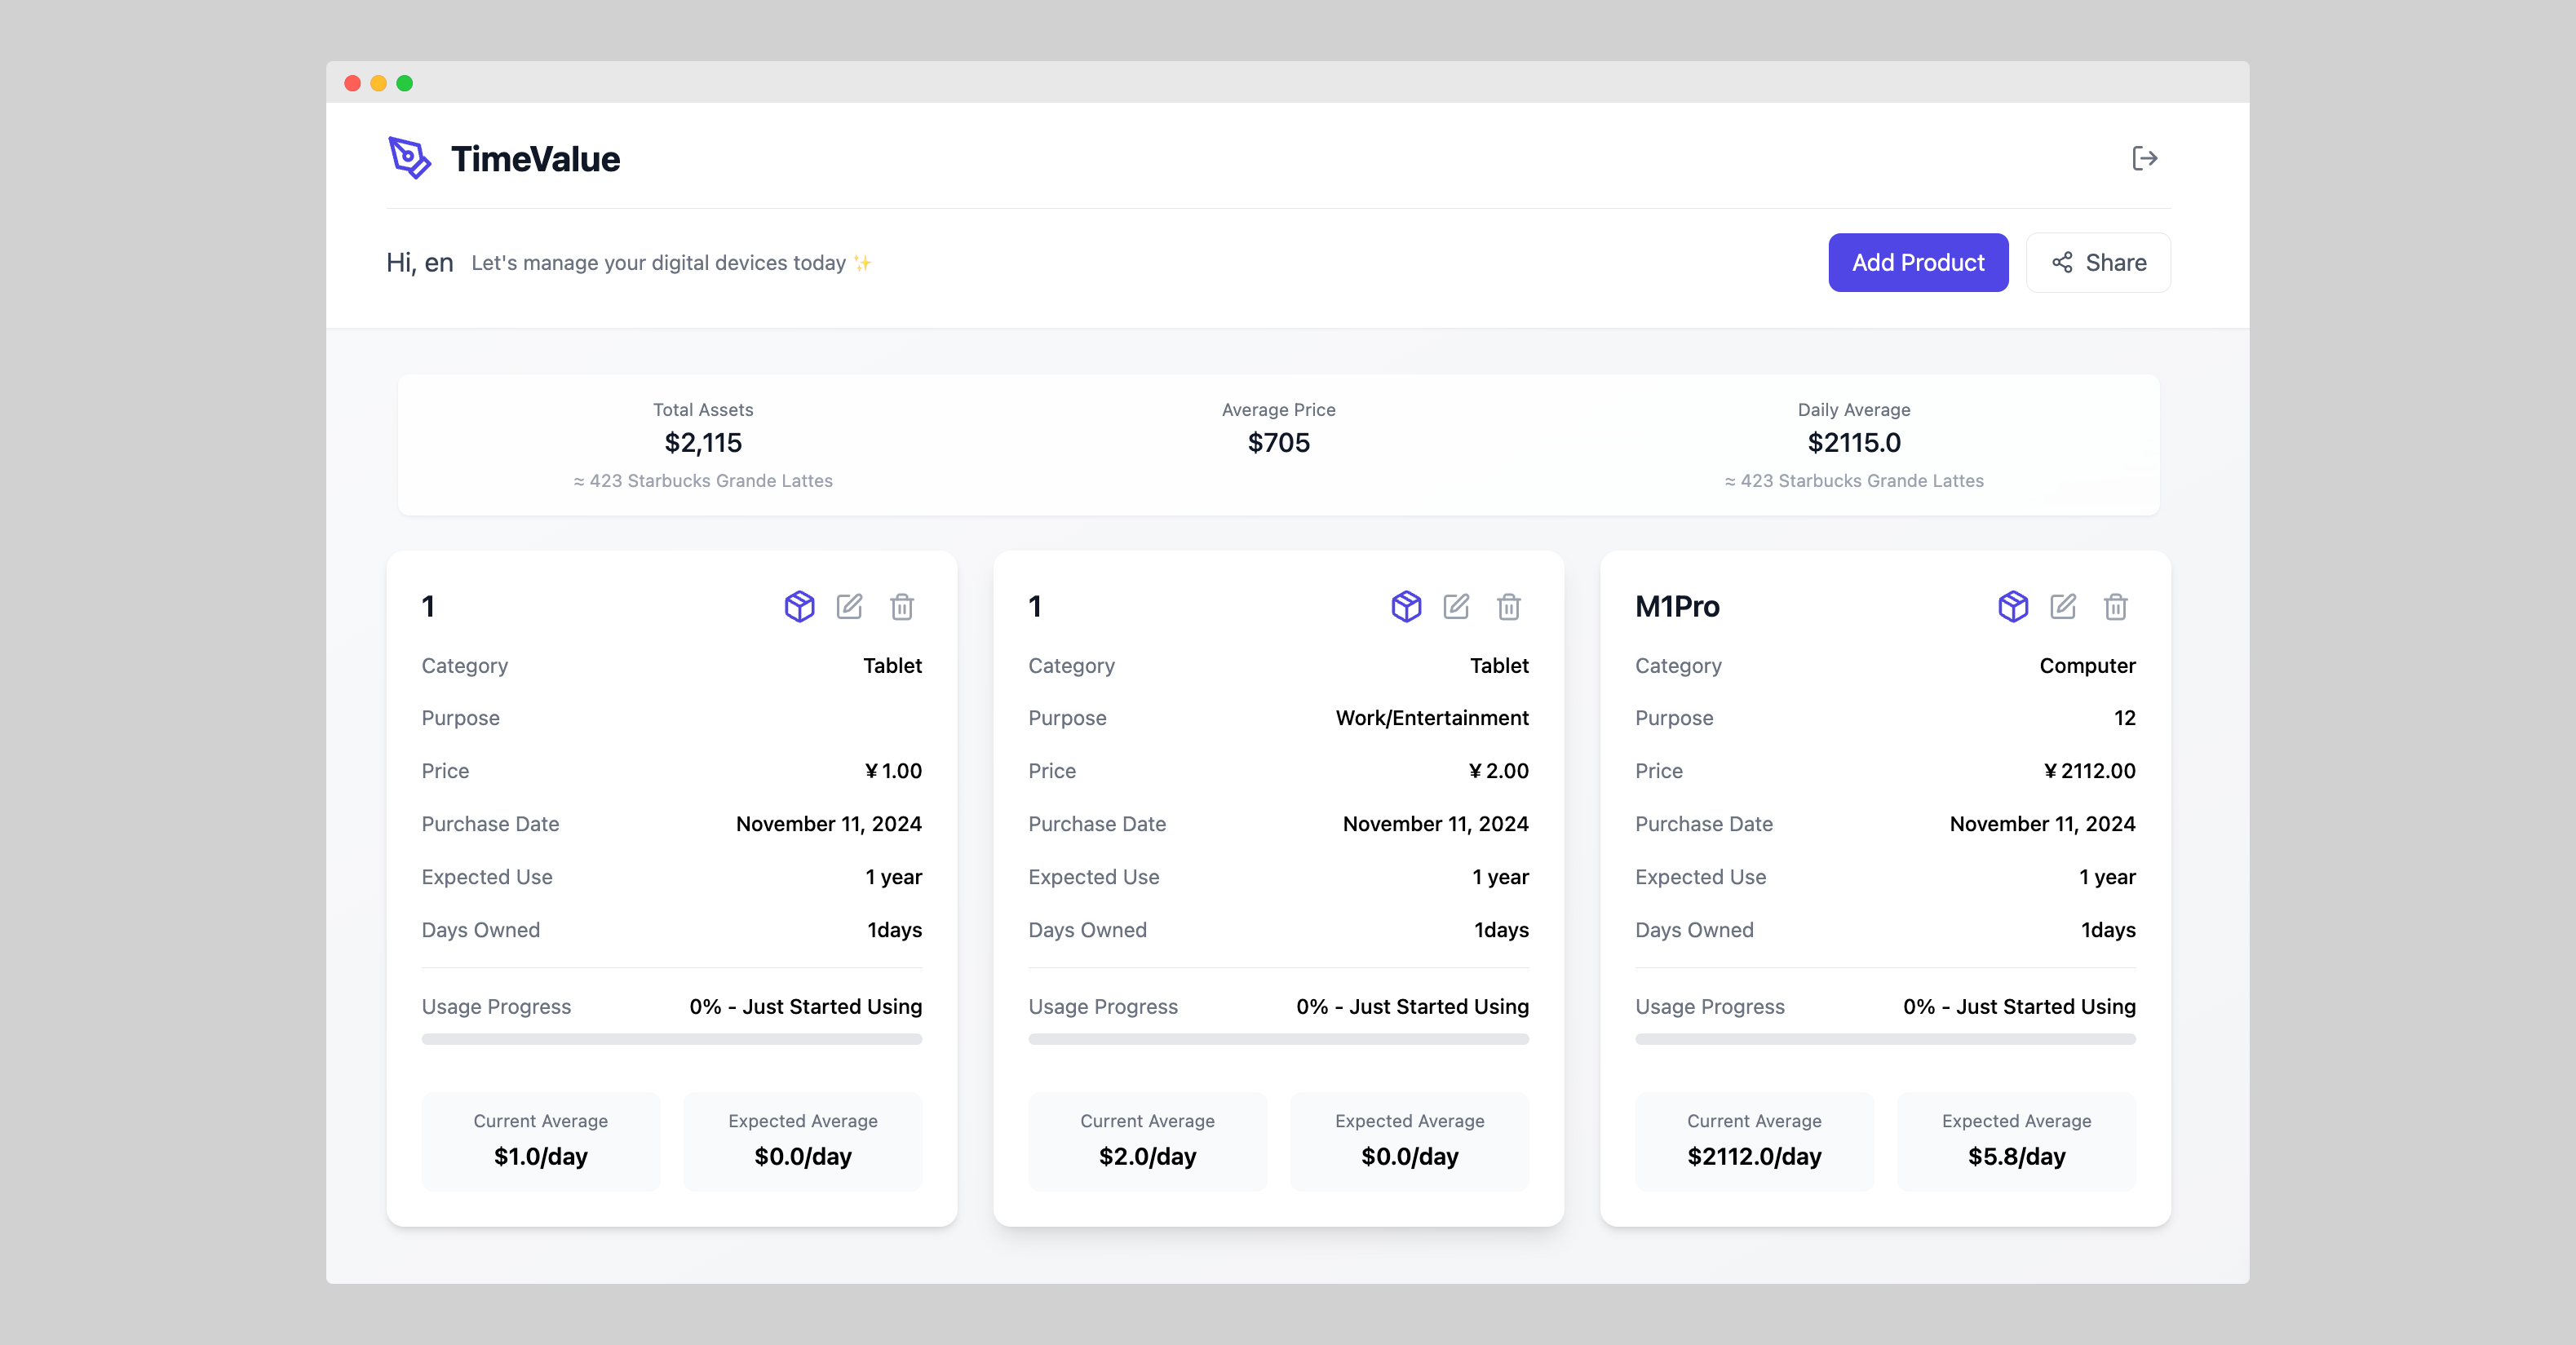 TimeValue
Hi, en Let's manage your digital devices today ✨
Add Product
Share
Total Assets
$2,115
≈ 423 Starbucks Grande Lattes
Average Price
$705
Daily Average
$2115.0
≈ 423 Starbucks Grande Lattes
1
Category Tablet
Purpose
Price ¥1.00
Purchase Date November 11, 2024
Expected Use 1 year
Days Owned 1days
Usage Progress 0% - Just Started Using
Current Average
$1.0/day
Expected Average
$0.0/day
1
Category Tablet
Purpose Work/Entertainment
Price ¥2.00
Purchase Date November 11, 2024
Expected Use 1 year
Days Owned 1days
Usage Progress 0% - Just Started Using
Current Average
$2.0/day
Expected Average
$0.0/day
M1Pro
Category Computer
Purpose 12
Price ¥2112.00
Purchase Date November 11, 2024
Expected Use 1 year
Days Owned 1days
Usage Progress 0% - Just Started Using
Current Average
$2112.0/day
Expected Average
$5.8/day